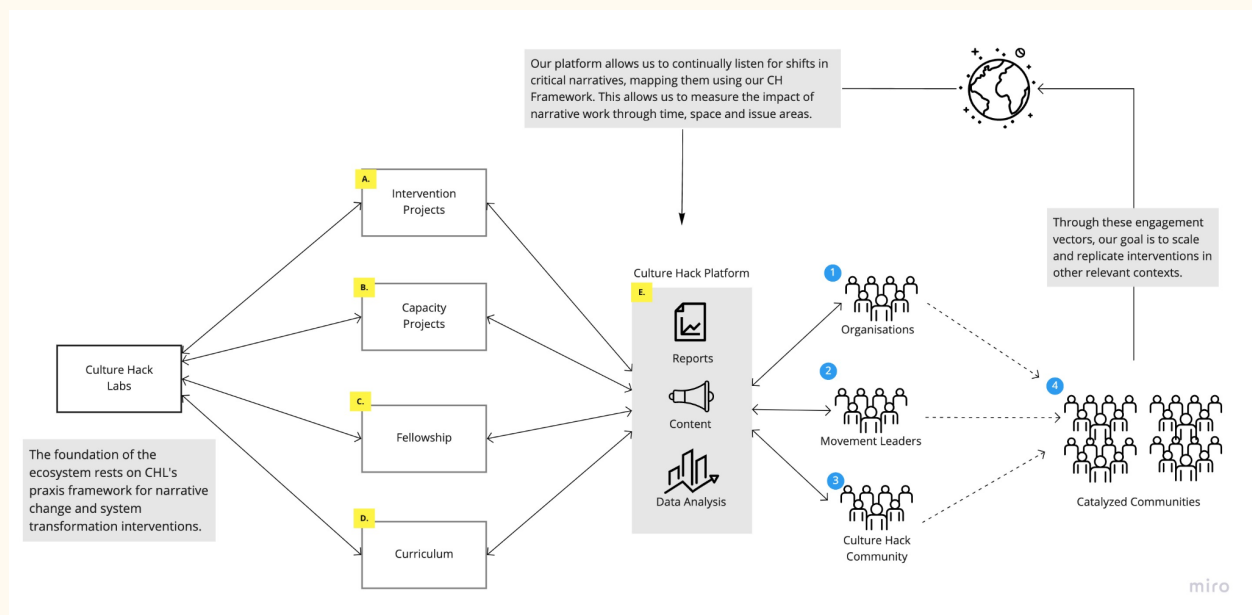 Our platform allows us to continually listen for shifts in
critical narratives, mapping them using our CH
Framework. This allows us to measure the impact of
narrative work through time, space and issue areas.
A.
Intervention
Projects
B.
Capacity
Projects
C.
Fellowship
D.
Curriculum
Culture Hack
Labs
The foundation of the
ecosystem rests on CHL's
praxis framework for narrative
change and system
transformation interventions.
Culture Hack Platform
E.
Reports
Content
Data Analysis
1
Organisations
2
Movement Leaders
3
Culture Hack
Community
4
Catalyzed Communities
Through these engagement
vectors, our goal is to scale
and replicate interventions in
other relevant contexts.
miro